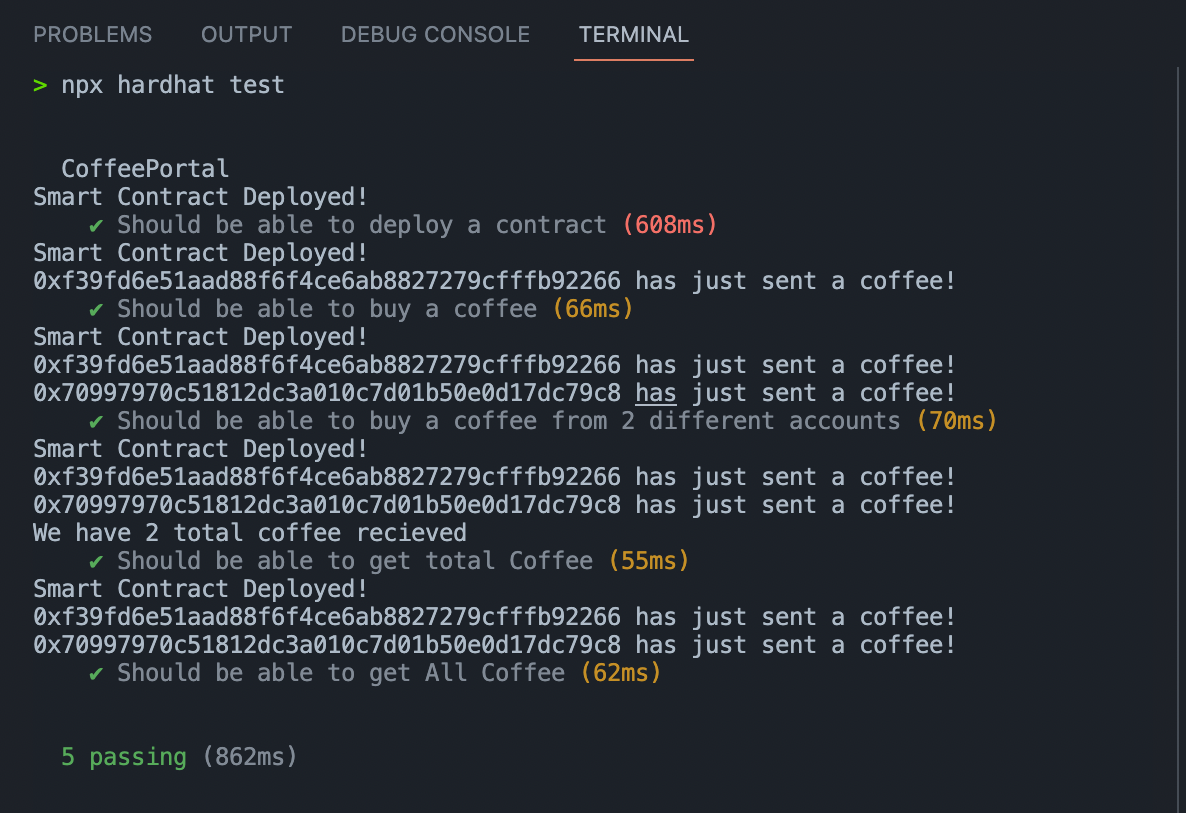 PROBLEMS OUTPUT DEBUG CONSOLE TERMINAL
> npx hardhat test
CoffeePortal
Smart Contract Deployed!
✔ Should be able to deploy a contract (608ms)
Smart Contract Deployed!
0xf39fd6e51aad88f6f4ce6ab8827279cfffb92266 has just sent a coffee!
✔ Should be able to buy a coffee (66ms)
Smart Contract Deployed!
0xf39fd6e51aad88f6f4ce6ab8827279cfffb92266 has just sent a coffee!
0x70997970c51812dc3a010c7d01b50e0d17dc79c8 has just sent a coffee!
✔ Should be able to buy a coffee from 2 different accounts (70ms)
Smart Contract Deployed!
0xf39fd6e51aad88f6f4ce6ab8827279cfffb92266 has just sent a coffee!
0x70997970c51812dc3a010c7d01b50e0d17dc79c8 has just sent a coffee!
We have 2 total coffee recieved
✔ Should be able to get total Coffee (55ms)
Smart Contract Deployed!
0xf39fd6e51aad88f6f4ce6ab8827279cfffb92266 has just sent a coffee!
0x70997970c51812dc3a010c7d01b50e0d17dc79c8 has just sent a coffee!
✔ Should be able to get All Coffee (62ms)
5 passing (862ms)